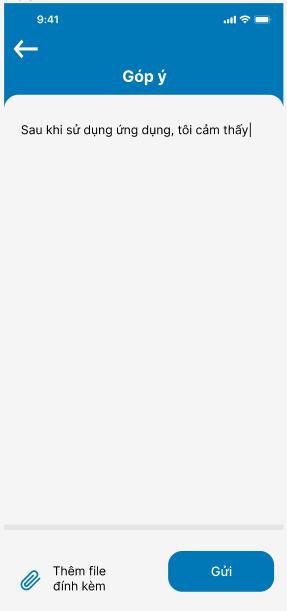 9:41
Góp ý
Sau khi sử dụng ứng dụng, tôi cảm thấy
Thêm file
đính kèm
Gửi